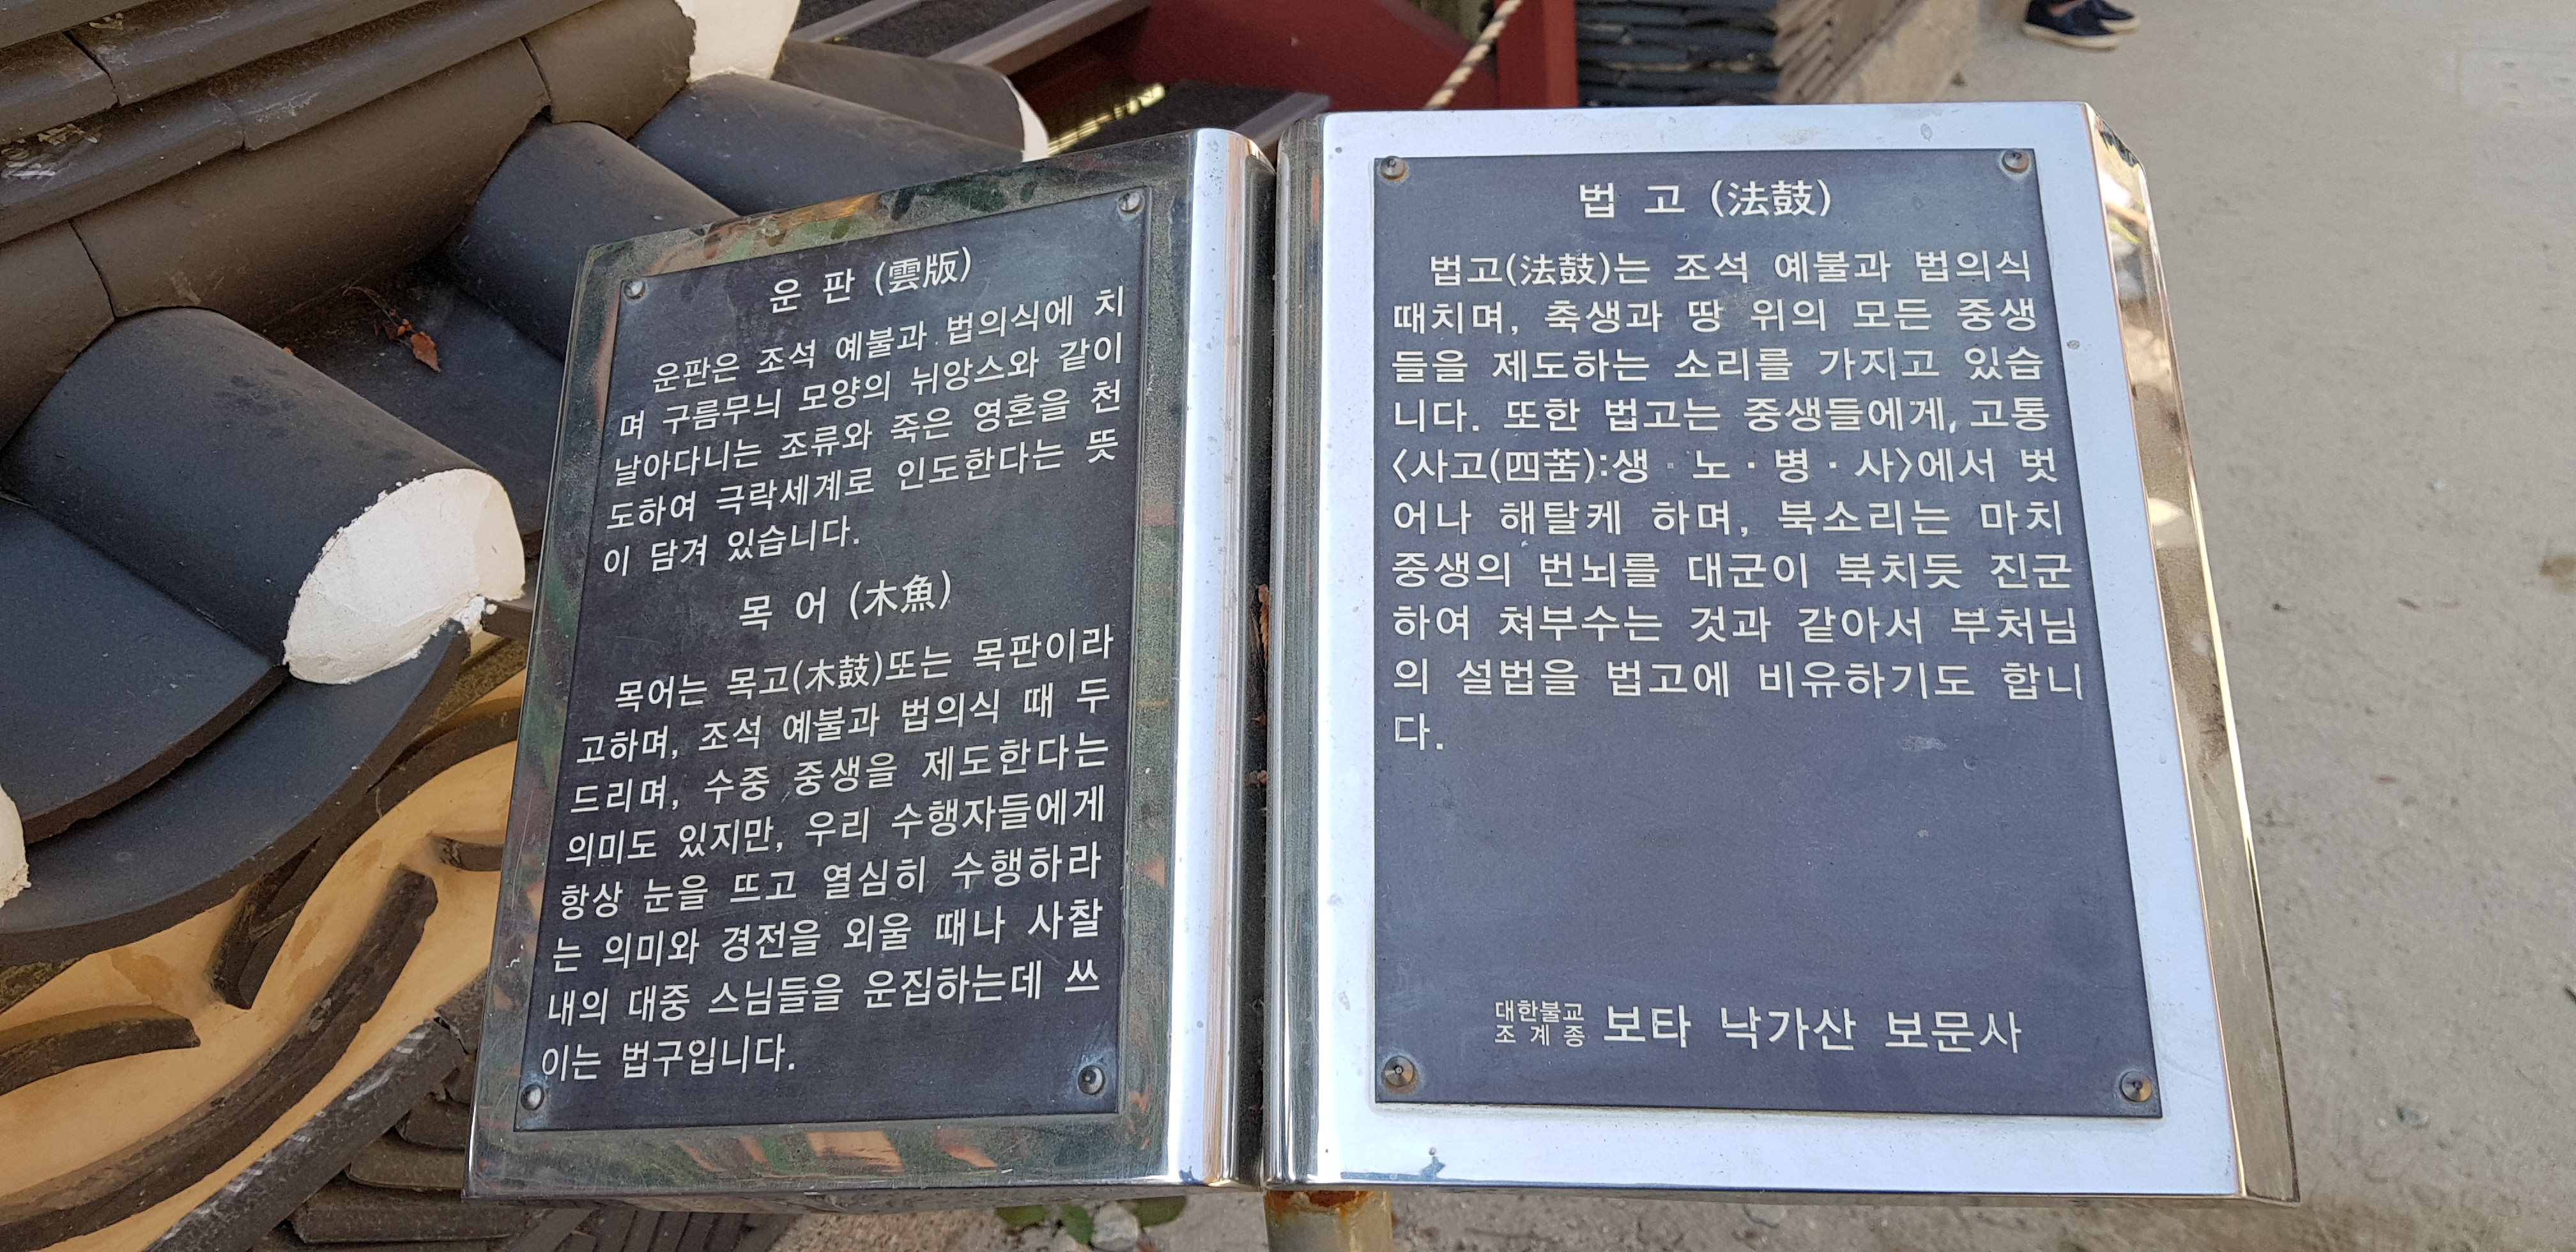 운 판 (雲版)
운판은 조석 예불과 법의식에 치
며 구름무늬 모양의 뉘앙스와 같이
날아다니는 조류와 죽은 영혼을 천
도하여 극락세계로 인도한다는 뜻
이 담겨 있습니다.
목 어 (木魚)
목어는 목고(木鼓)또는 목판이라
고하며, 조석 예불과 법의식 때 두
드리며, 수중 중생을 제도한다는
의미도 있지만, 우리 수행자들에게
항상 눈을 뜨고 열심히 수행하라
는 의미와 경전을 외울 때나 사찰
내의 대중 스님들을 운집하는데 쓰
이는 법구입니다.
법 고 (法鼓)
법고(法鼓)는 조석 예불과 법의식
때치며, 축생과 땅 위의 모든 중생
들을 제도하는 소리를 가지고 있습
니다. 또한 법고는 중생들에게, 고통
〈사고(四苦):생·노·병·사〉에서 벗
어나 해탈케 하며, 북소리는 마치
중생의 번뇌를 대군이 북치듯 진군
하여 쳐부수는 것과 같아서 부처님
의 설법을 법고에 비유하기도 합니
다.
대한불교
조 계 종
보타 낙가산 보문사